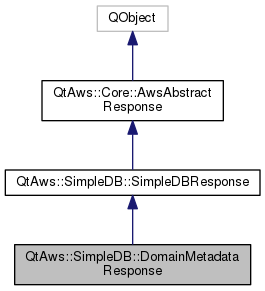 QObject
QtAws::Core::AwsAbstract
Response
QtAws::SimpleDB::SimpleDBResponse
QtAws::SimpleDB::DomainMetadata
Response